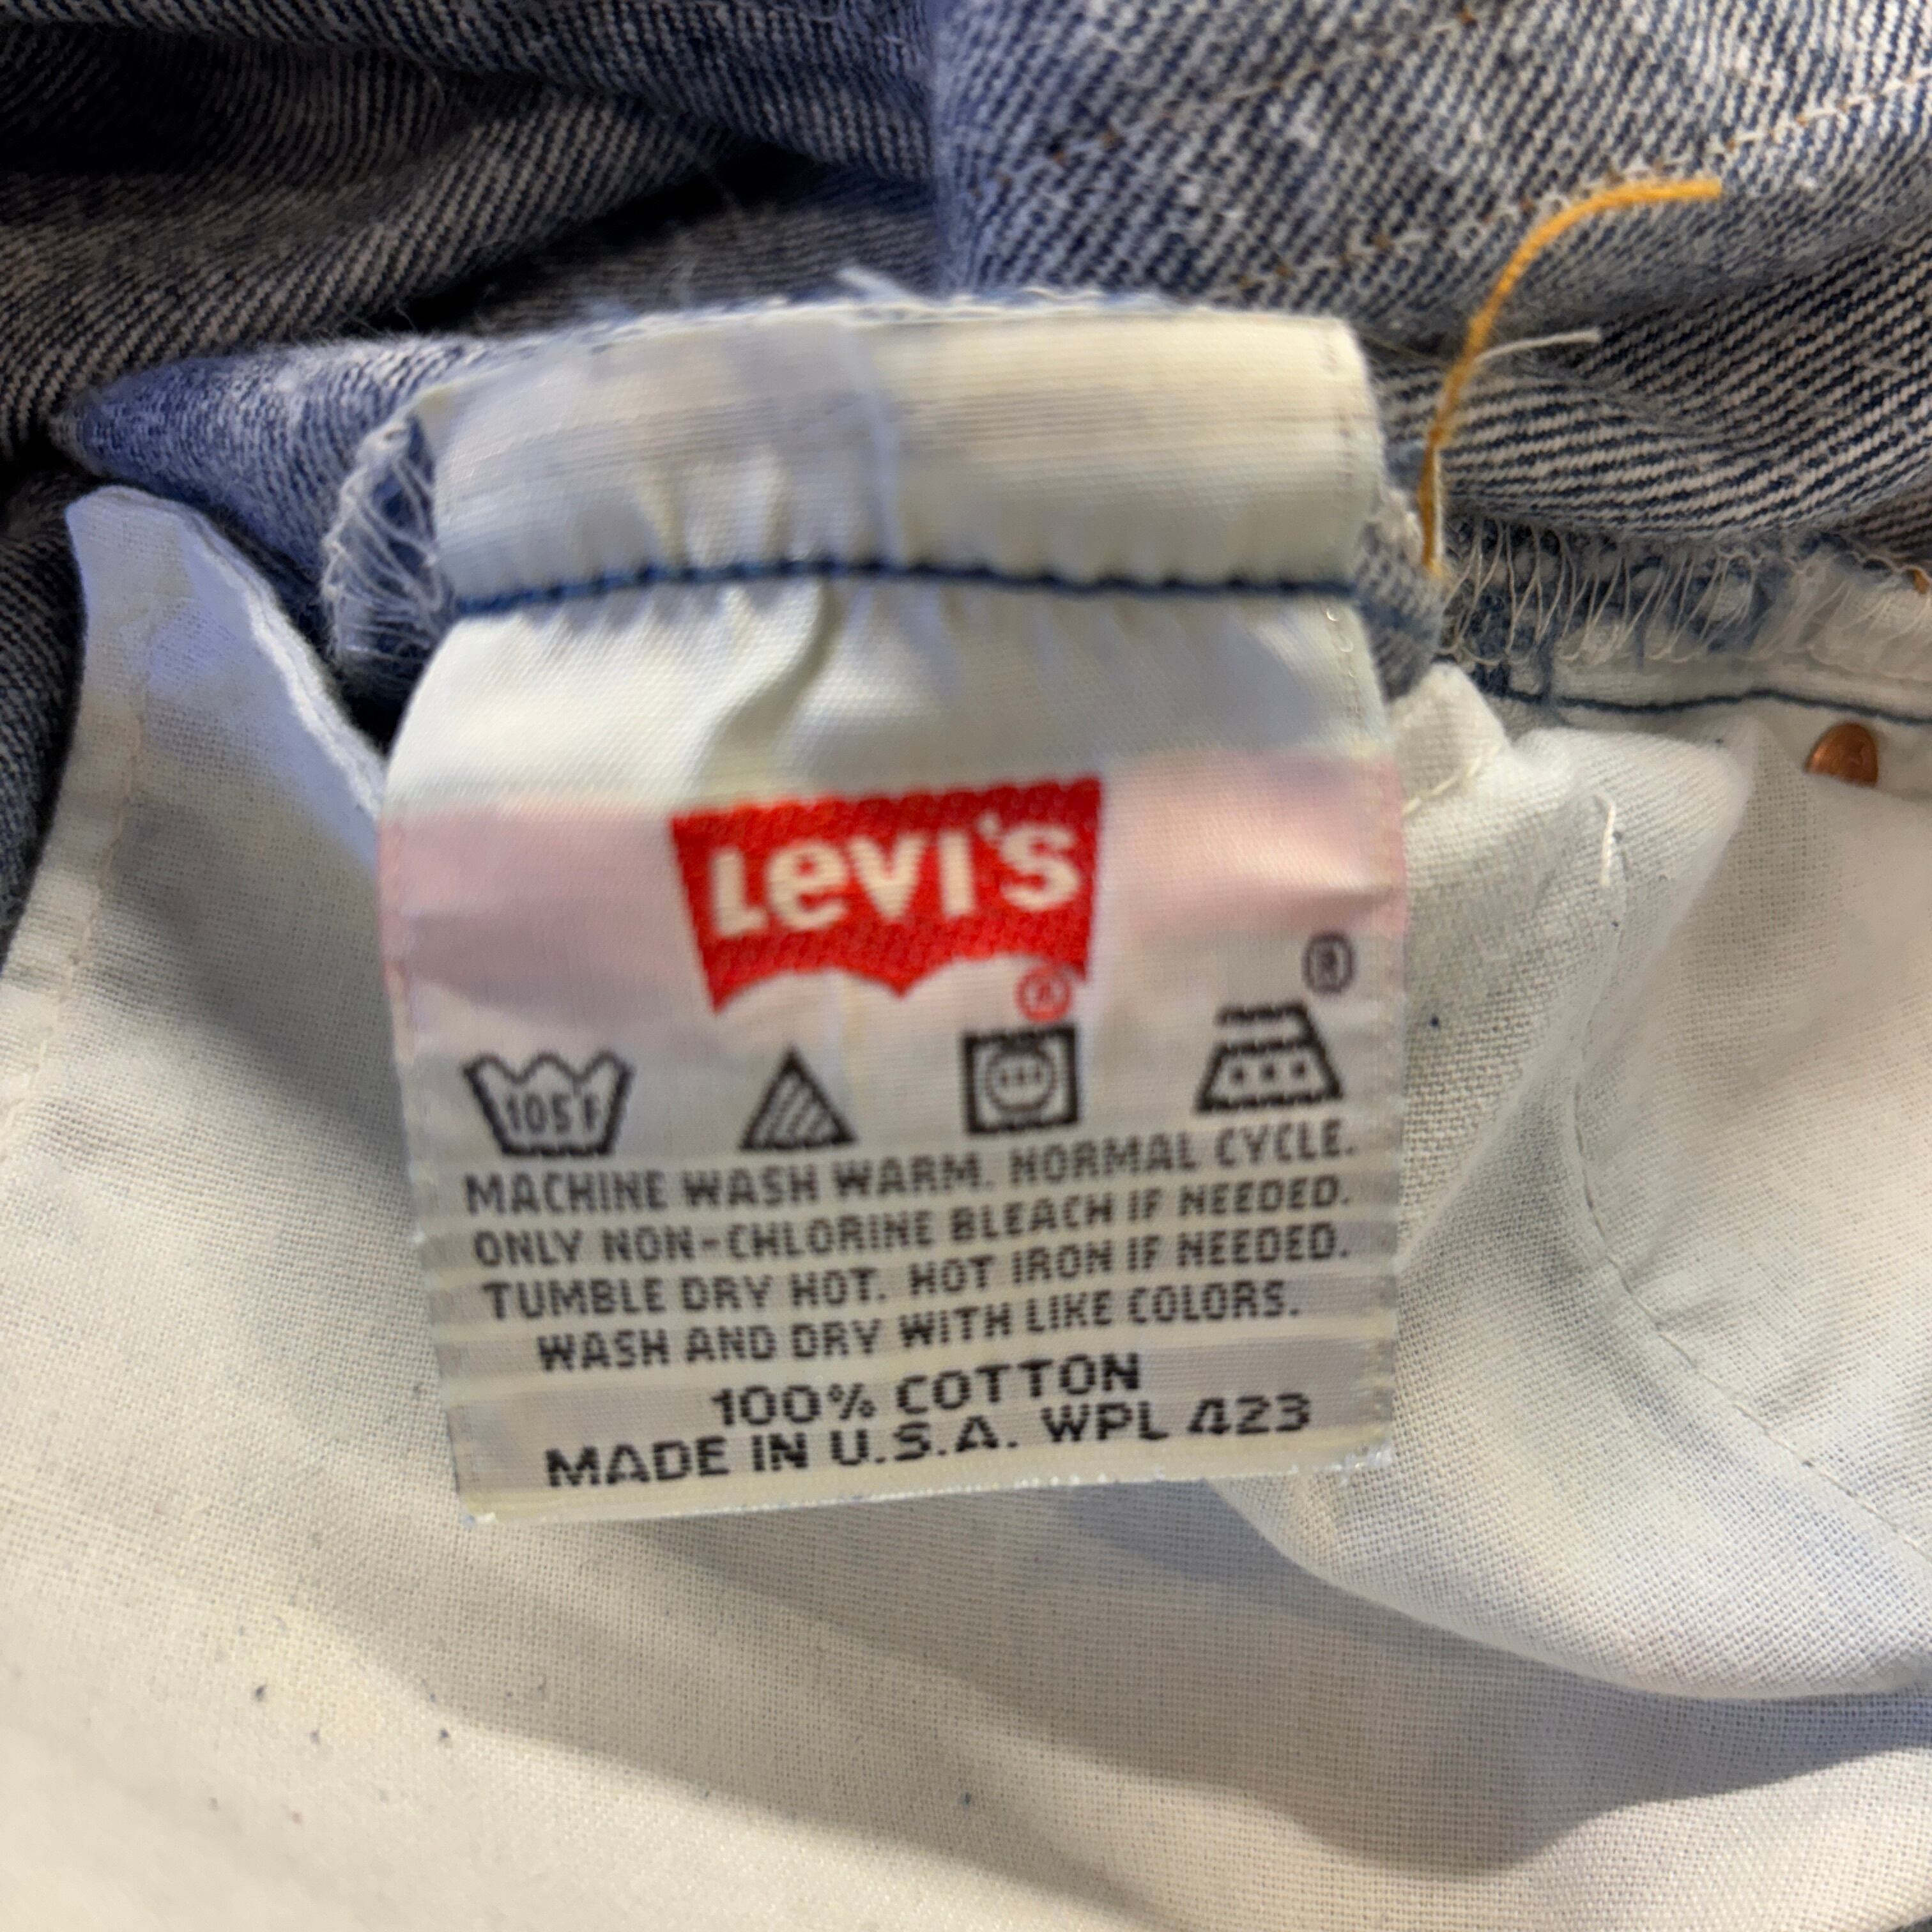 Levi's
®
®
105 F
MACHINE WASH WARM. NORMAL CYCLE.
ONLY NON-CHLORINE BLEACH IF NEEDED.
TUMBLE DRY HOT. HOT IRON IF NEEDED.
WASH AND DRY WITH LIKE COLORS.
100% COTTON
MADE IN U.S.A. WPL 423